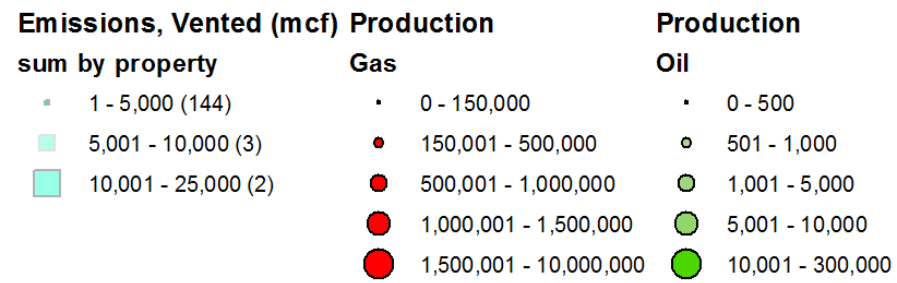 Emissions, Vented (mcf)
sum by property
1 - 5,000 (144)
5,001 - 10,000 (3)
10,001 - 25,000 (2)
Production
Gas
0 - 150,000
150,001 - 500,000
500,001 - 1,000,000
1,000,001 - 1,500,000
1,500,001 - 10,000,000
Production
Oil
0 - 500
501 - 1,000
1,001 - 5,000
5,001 - 10,000
10,001 - 300,000